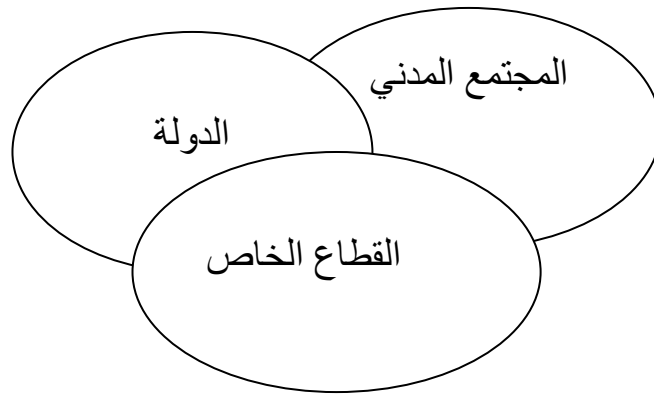 المجتمع المدني
الدولة
القطاع الخاص